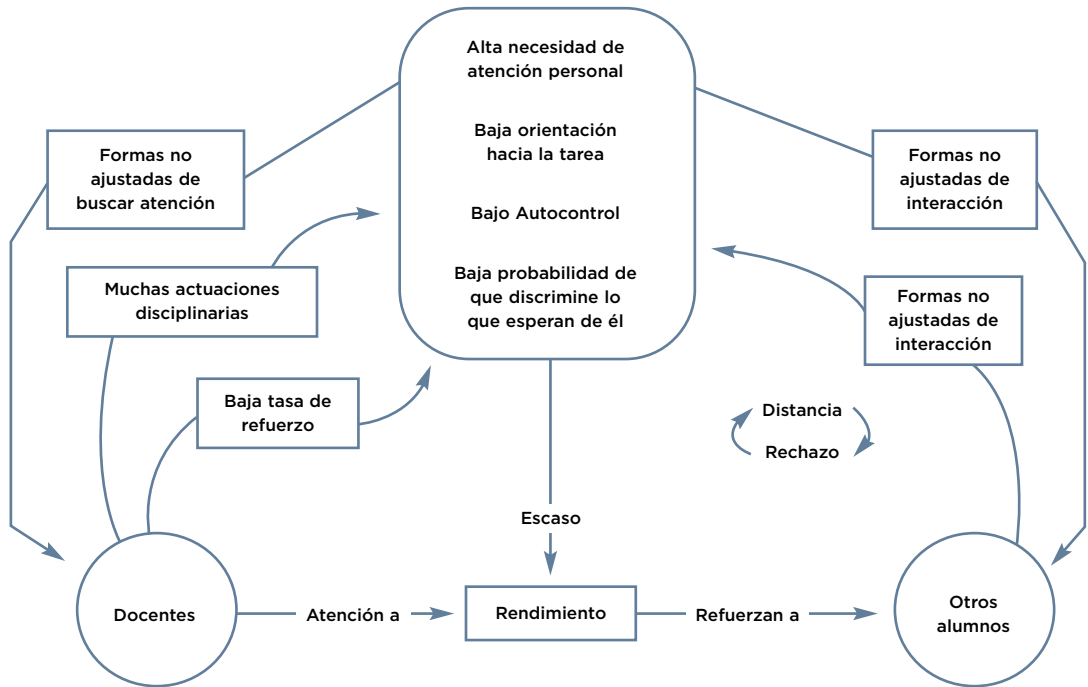 Alta necesidad de
atención personal
Baja orientación
hacia la tarea
Bajo Autocontrol
Baja probabilidad de
que discrimine lo
que esperan de él
Formas no
ajustadas de
buscar atención
Formas no
ajustadas de
interacción
Muchas actuaciones
disciplinarias
Formas no
ajustadas de
interacción
Baja tasa de
refuerzo
Distancia
Rechazo
Escaso
Docentes
Atención a
Rendimiento
Refuerzan a
Otros
alumnos